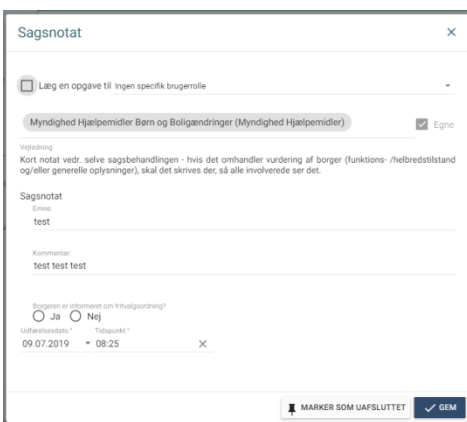 Sagsnotat
Læg en opgave til Ingen specifik brugerrolle
Myndighed Hjælpemidler Børn og Boligændringer (Myndighed Hjælpemidler)
Egne
Vejledning
Kort notat vedr. selve sagsbehandlingen - hvis det omhandler vurdering af borger (funktions- /helbredstilstand
og/eller generelle oplysninger), skal det skrives der, så alle involverede ser det.
Sagsnotat
Emne:
test
Kommentar:
test test test
Borgeren er informeret om fritvalgsordning?
Ja Nej
Udførelsesdato * Tidspunkt *
09.07.2019 08:25
MARKER SOM UAFSLUTTET GEM